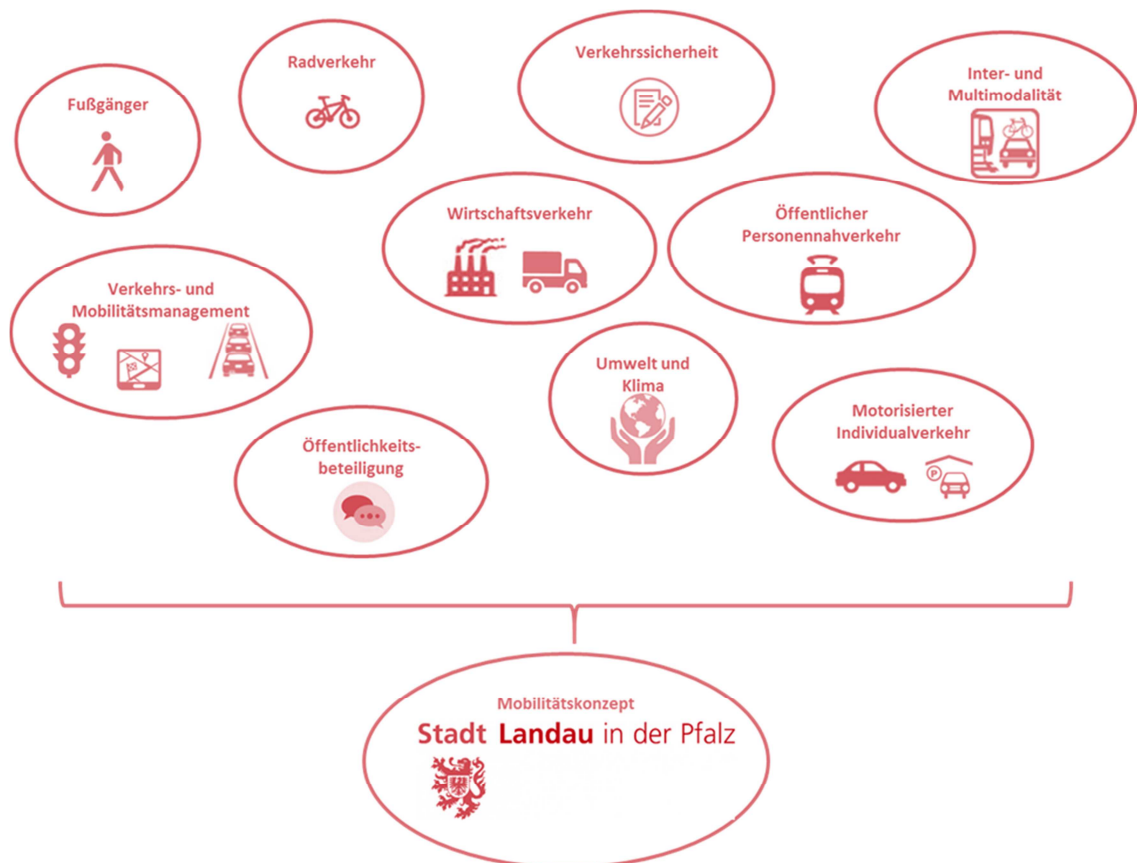 Radverkehr
Verkehrssicherheit
Inter- und
Multimodalität
Fußgänger
Wirtschaftsverkehr
Öffentlicher
Personennahverkehr
Verkehrs- und
Mobilitätsmanagement
Umwelt und
Klima
Motorisierter
Individualverkehr
P
Öffentlichkeits-
beteiligung
Mobilitätskonzept
Stadt Landau in der Pfalz